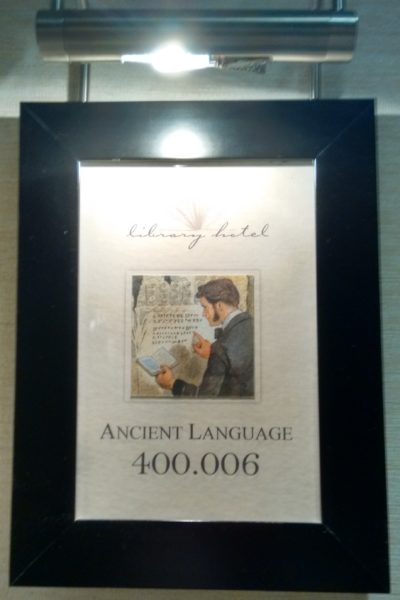 library hotel
ANCIENT LANGUAGE
400.006